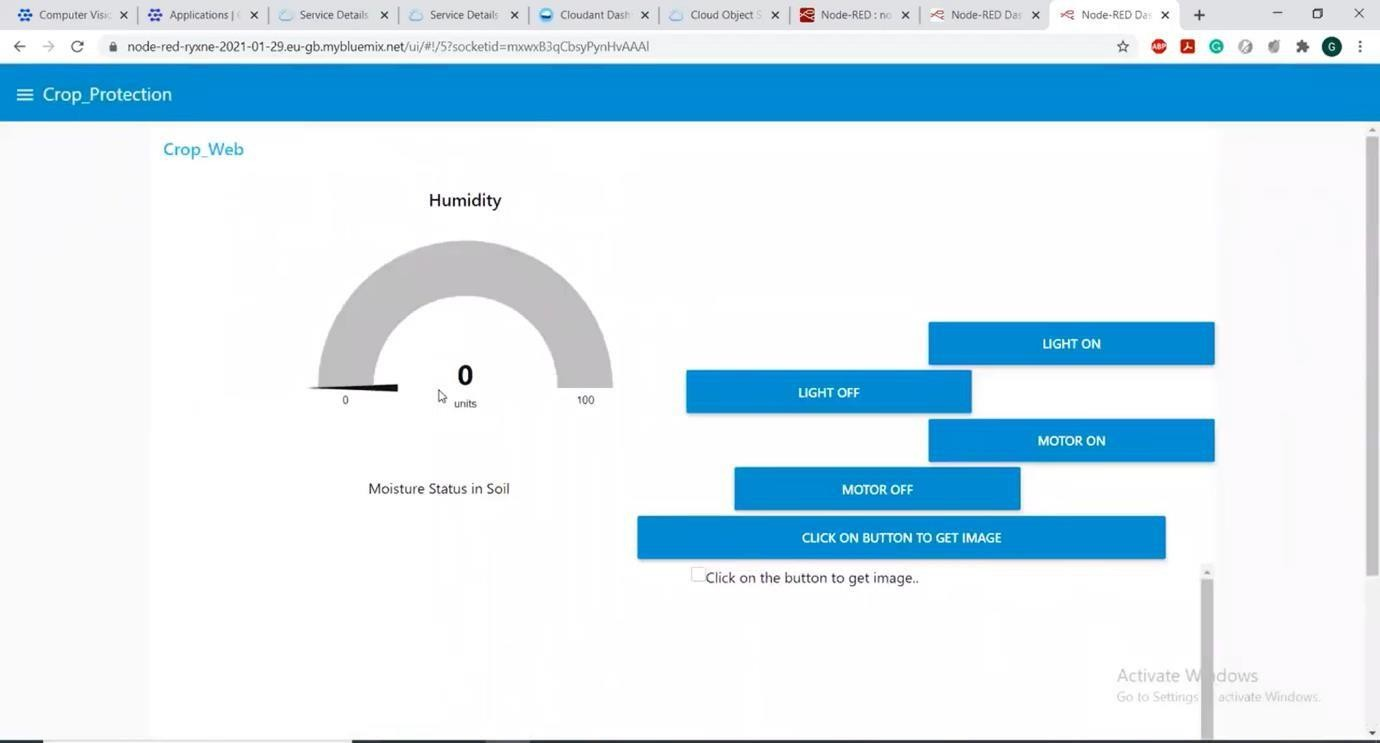 Computer Visi
Applications |
Service Details
Service Details
Cloudant Dash
Cloud Object S
Node-RED : no
Node-RED Das
Node-RED Das
node-red-ryxne-2021-01-29.eu-gb.mybluemix.net/ui/#!/5?socketid=mxwxB3qCbsyPynHvAAAl
ABP
G
Crop_Protection
Crop_Web
Humidity
0
units
0
100
LIGHT ON
LIGHT OFF
MOTOR ON
MOTOR OFF
Moisture Status in Soil
CLICK ON BUTTON TO GET IMAGE
Click on the button to get image..
Activate Windows
Go to Settings to activate Windows.